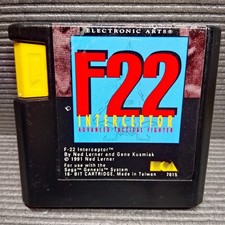 ELECTRONIC ARTS®
F22
INTERCEPTOR
ADVANCED TACTICAL FIGHTER
F-22 Interceptor™
By Ned Lerner and Gene Kusmiak
© 1991 Ned Lerner
For use with the
Sega® Genesis™ System
16-BIT CARTRIDGE, Made in Taiwan 7015